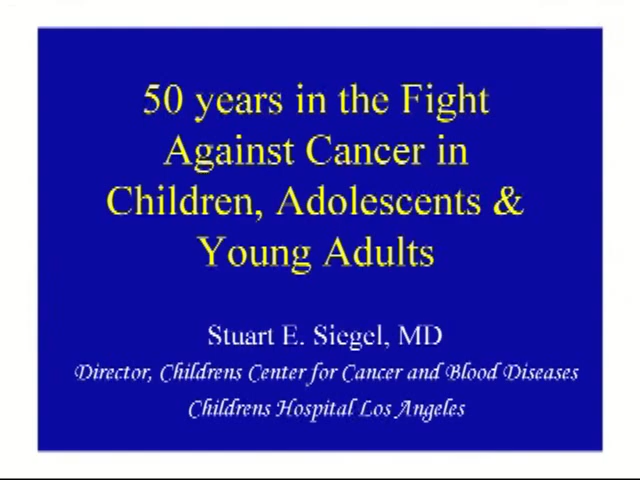 50 years in the Fight
Against Cancer in
Children, Adolescents &
Young Adults
Stuart E. Siegel, MD
Director, Childrens Center for Cancer and Blood Diseases
Childrens Hospital Los Angeles